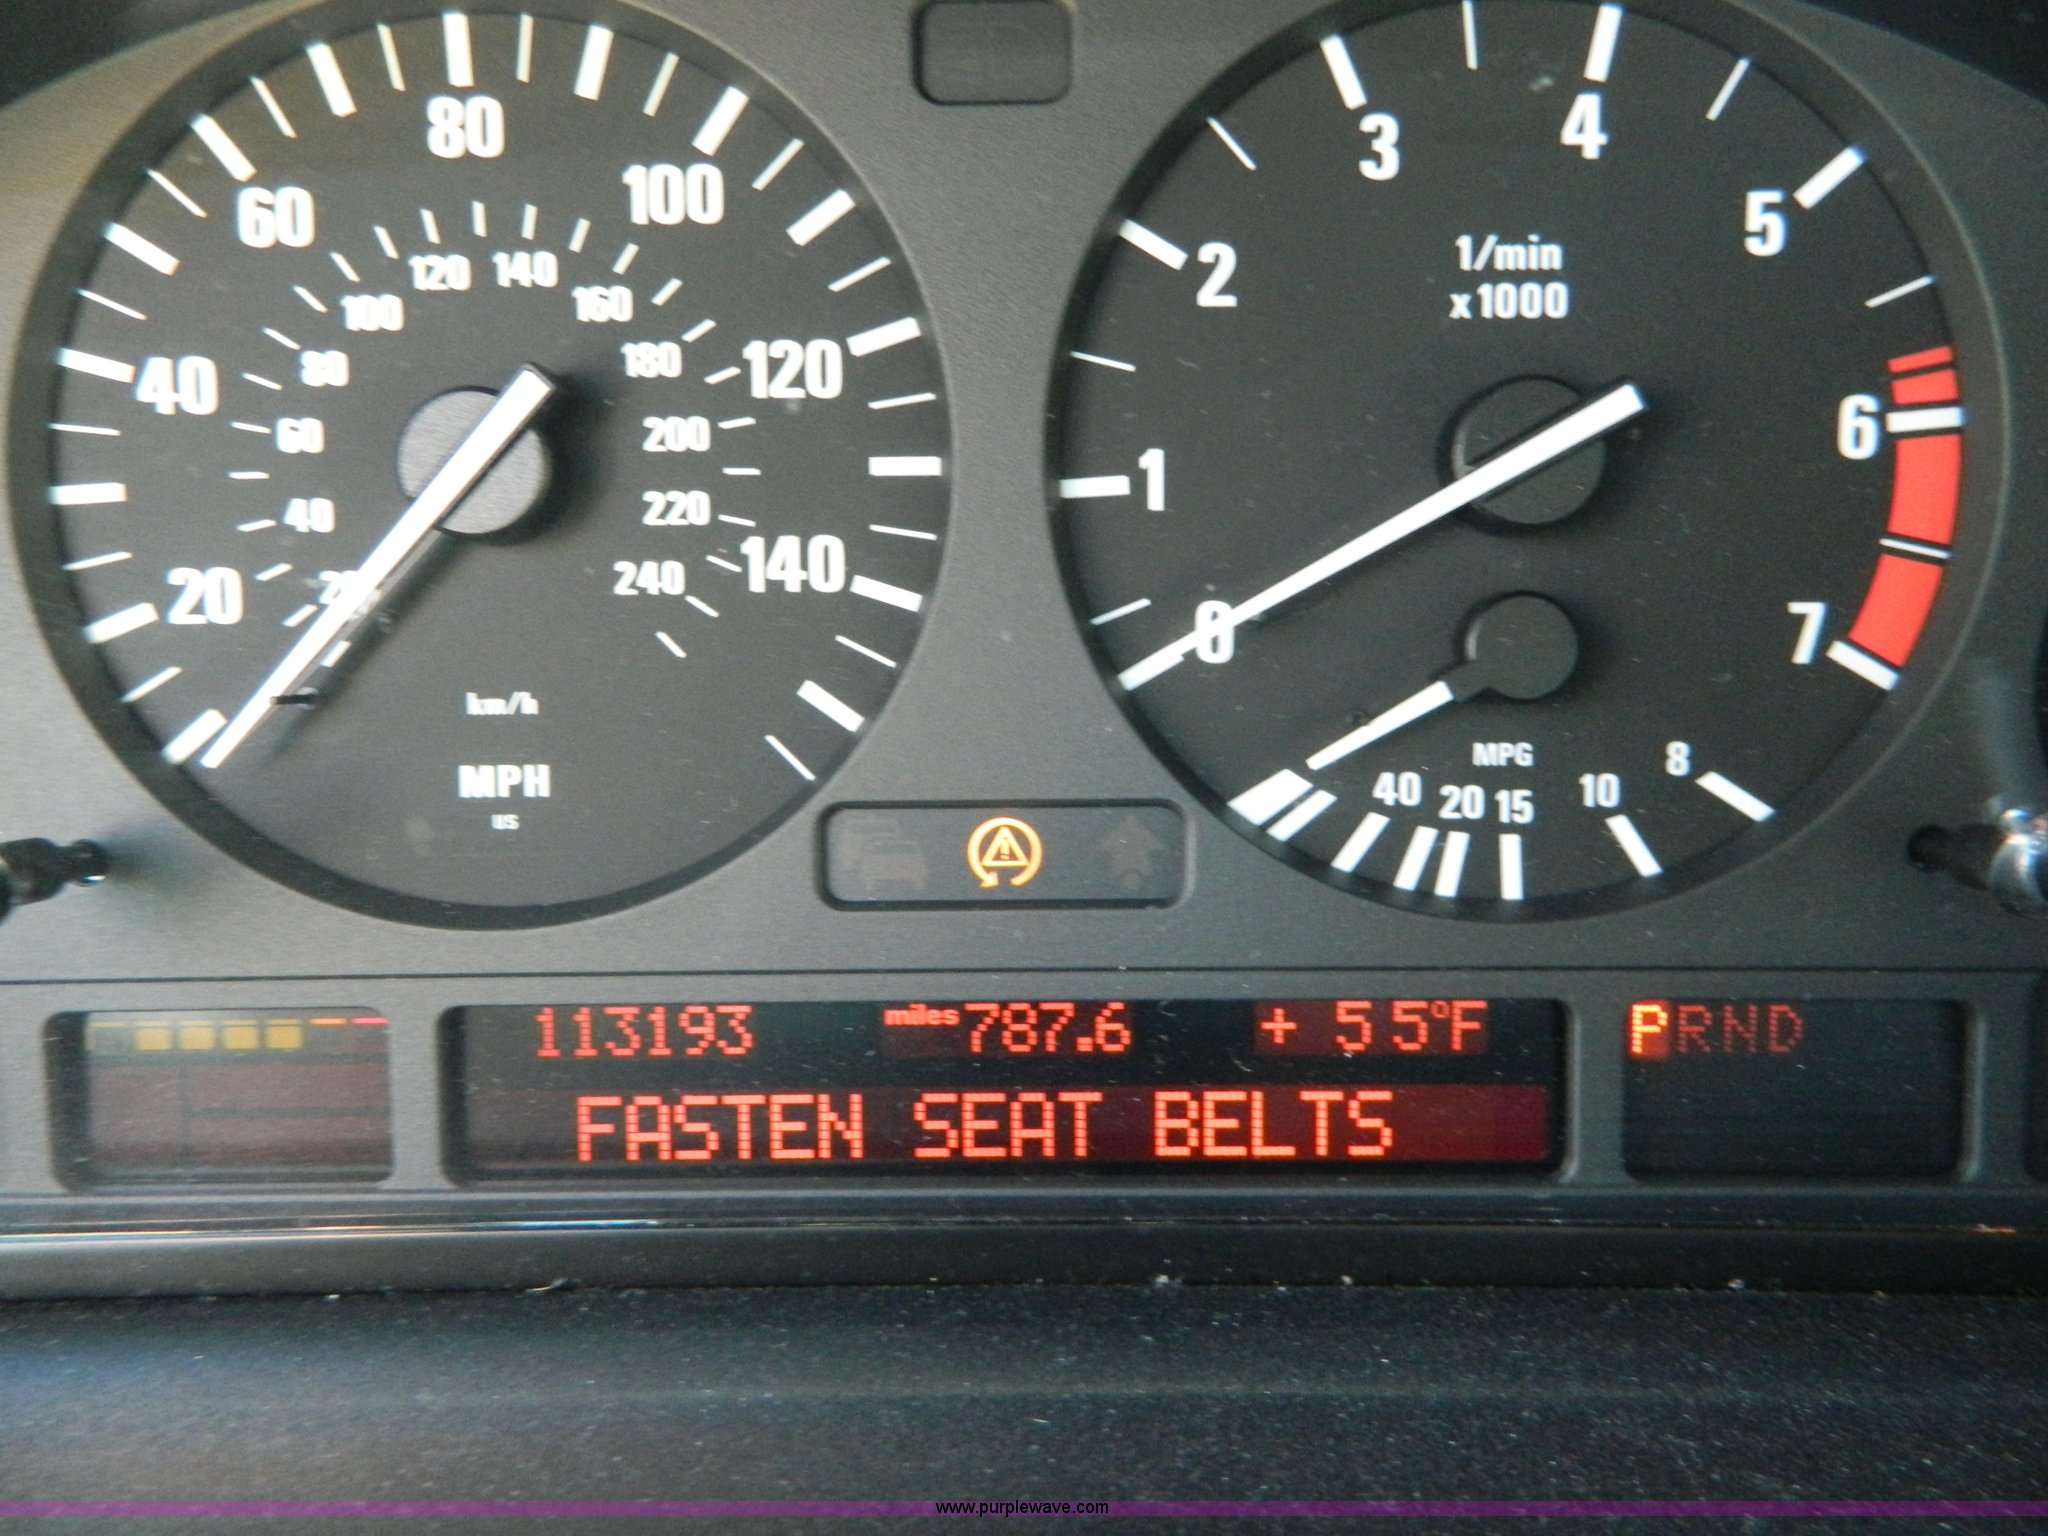 80
60
100
40
120
20
140
120 140
100
160
80
180
60
200
40
220
20
240
km/h
MPH
US
3
4
2
5
1/min
x 1000
1
6
0
7
MPG
40 20 15 10 8
113193 miles 787.6 + 55°F
PRND
FASTEN SEAT BELTS
www.purplewave.com